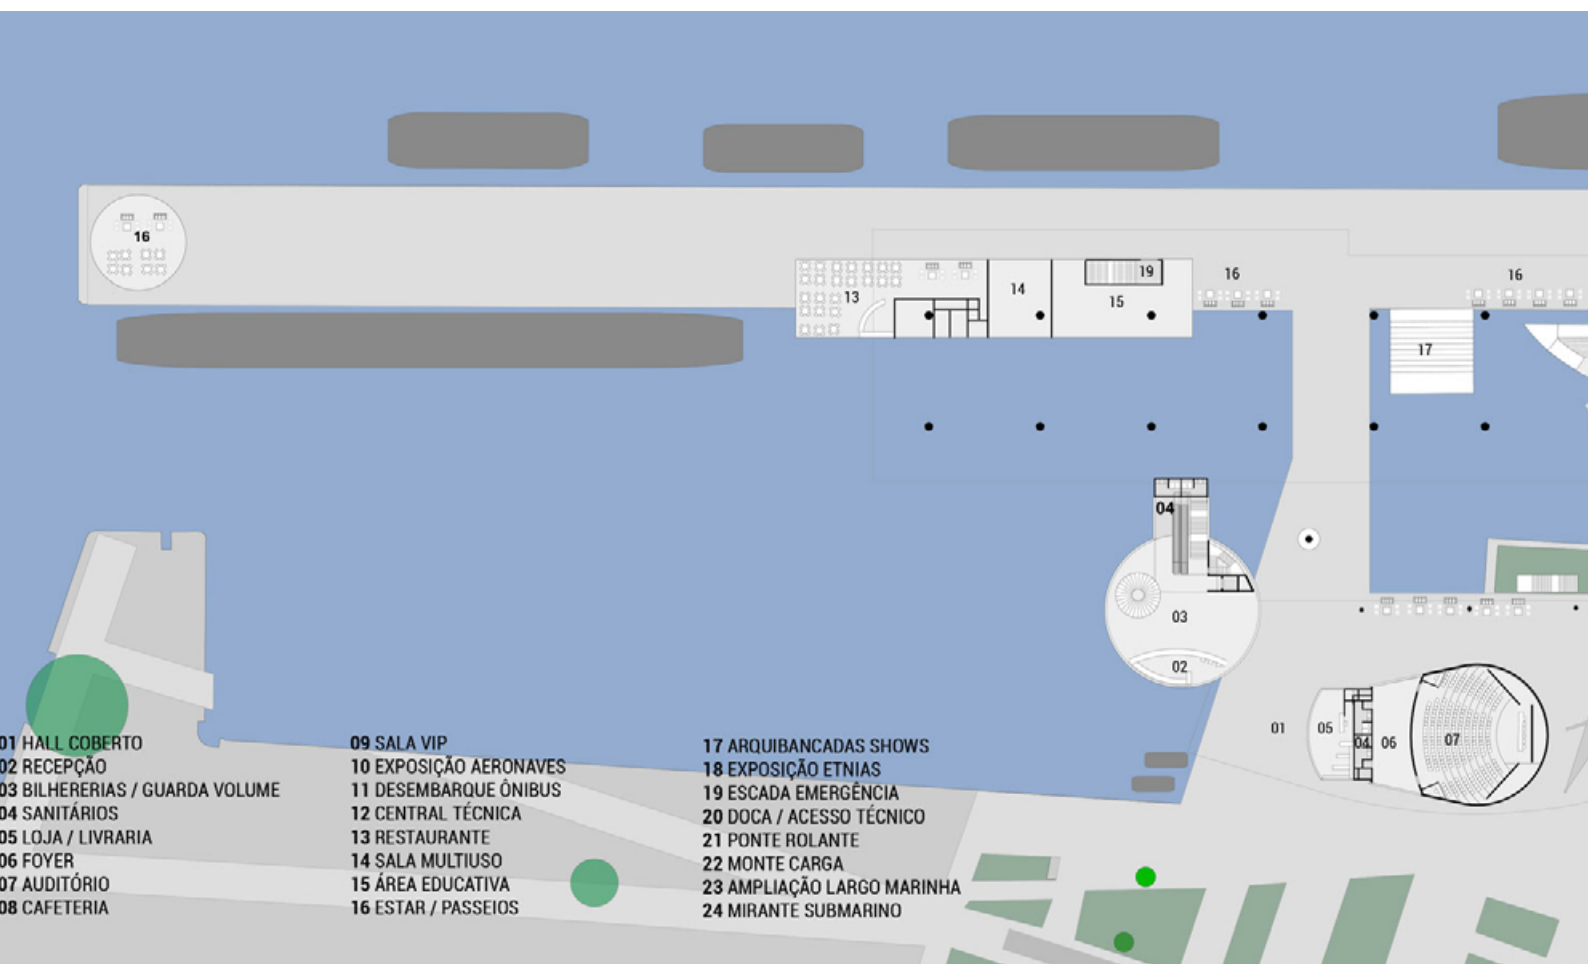 16
13
14
15
19
16
16
17
04
03
02
01
05
04
06
07
01 HALL COBERTO
02 RECEPÇÃO
03 BILHERERIAS / GUARDA VOLUME
04 SANITÁRIOS
05 LOJA / LIVRARIA
06 FOYER
07 AUDITÓRIO
08 CAFETERIA
09 SALA VIP
10 EXPOSIÇÃO AERONAVES
11 DESEMBARQUE ÔNIBUS
12 CENTRAL TÉCNICA
13 RESTAURANTE
14 SALA MULTIUSO
15 ÁREA EDUCATIVA
16 ESTAR / PASSEIOS
17 ARQUIBANCADAS SHOWS
18 EXPOSIÇÃO ETNIAS
19 ESCADA EMERGÊNCIA
20 DOCA / ACESSO TÉCNICO
21 PONTE ROLANTE
22 MONTE CARGA
23 AMPLIAÇÃO LARGO MARINHA
24 MIRANTE SUBMARINO